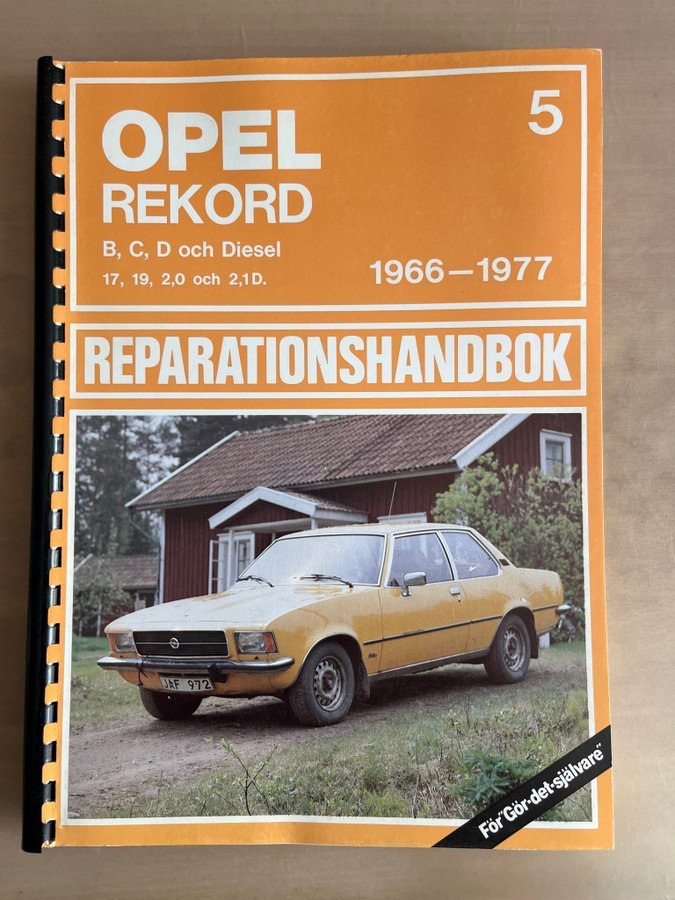 OPEL
5
REKORD
B, C, D och Diesel
17, 19, 2,0 och 2,1D.
1966—1977
REPARATIONSHANDBOK
JAF 972
För "Gör-det-självare"